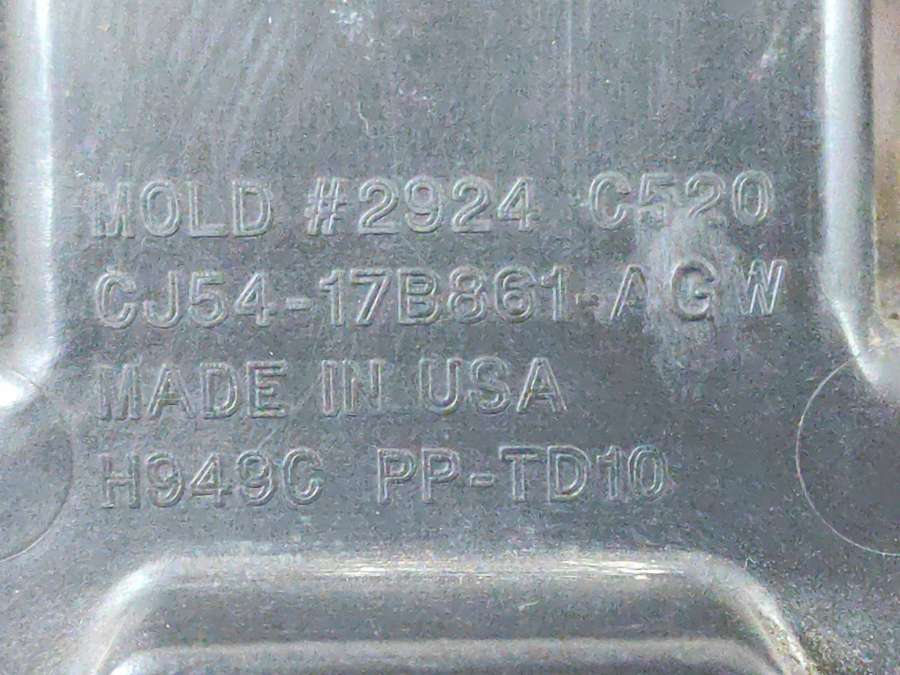 MOLD #2924 C520
CJ54-17B861-AGW
MADE IN USA
H949C PP-TD10